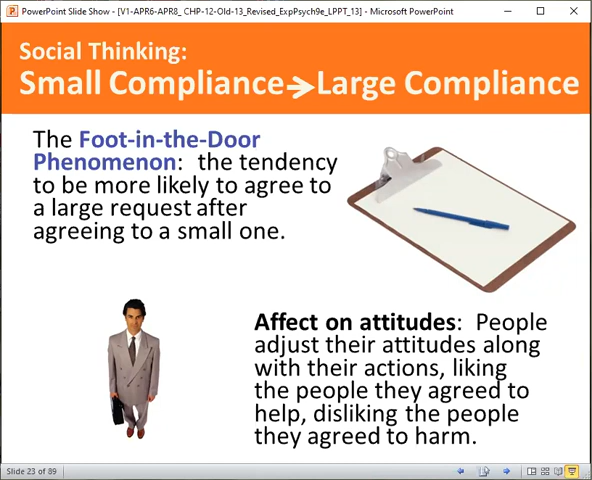 PowerPoint Slide Show - [V1-APR6-APR8_ CHP-12-Old-13_Revised_ExpPsych9e_LPPT_13] - Microsoft PowerPoint
Social Thinking:
Small Compliance➔Large Compliance
The Foot-in-the-Door
Phenomenon: the tendency
to be more likely to agree to
a large request after
agreeing to a small one.
Affect on attitudes: People
adjust their attitudes along
with their actions, liking
the people they agreed to
help, disliking the people
they agreed to harm.
Slide 23 of 89